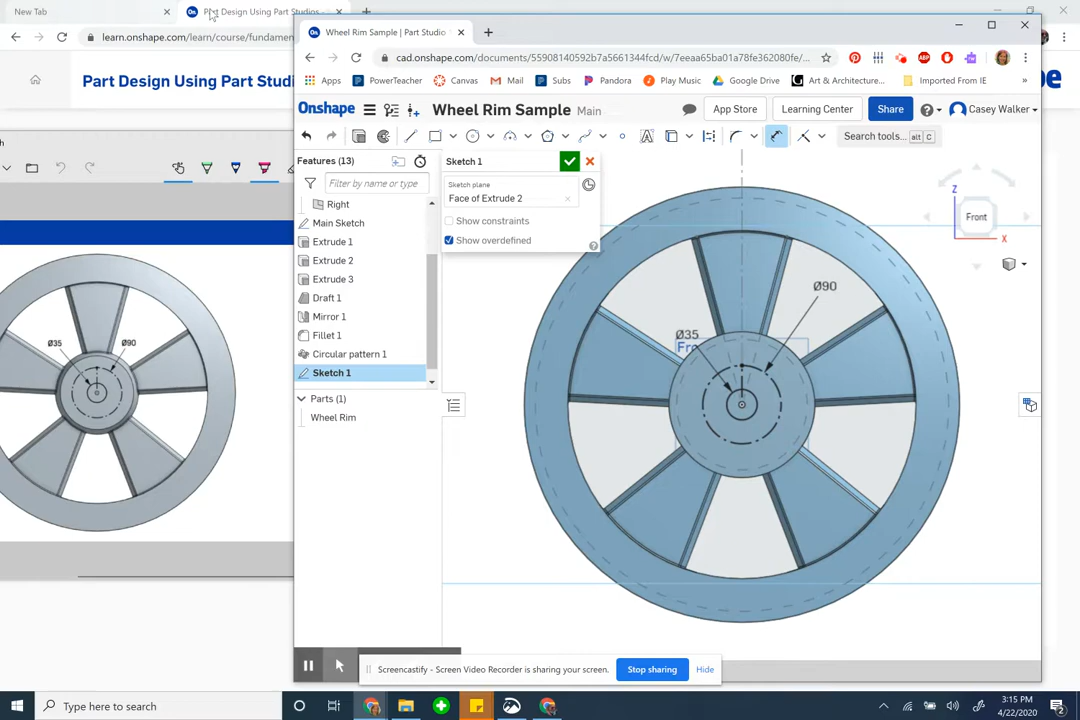 New Tab
Part Design Using Part Studios -
learn.onshape.com/learn/course/fundamen
Part Design Using Part Studi
Ø35
Ø90
Wheel Rim Sample | Part Studio
cad.onshape.com/documents/55908140592b7a5661344fcd/w/7eeaa65ba01a78fe362080fe/...
Apps
PowerTeacher
Canvas
Mail
Subs
Pandora
Play Music
Google Drive
Art & Architecture...
Imported From IE
»
Onshape
Wheel Rim Sample
Main
App Store
Learning Center
Share
Casey Walker
Search tools...
alt
C
Features (13)
Filter by name or type
Right
Main Sketch
Extrude 1
Extrude 2
Extrude 3
Draft 1
Mirror 1
Fillet 1
Circular pattern 1
Sketch 1
Parts (1)
Wheel Rim
Sketch 1
Sketch plane
Face of Extrude 2
Show constraints
Show overdefined
Z
Front
X
Ø90
Ø35
Screencastify - Screen Video Recorder is sharing your screen.
Stop sharing
Hide
Type here to search
3:15 PM
4/22/2020
2